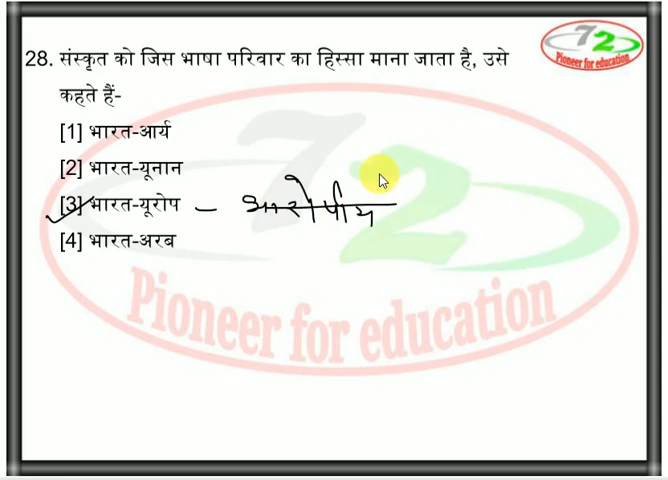 72
Pioneer for education
28. संस्कृत को जिस भाषा परिवार का हिस्सा माना जाता है, उसे
कहते हैं-
[1] भारत-आर्य
[2] भारत-यूनान
[3] भारत-यूरोप – भारोपीय
[4] भारत-अरब
72
Pioneer for education